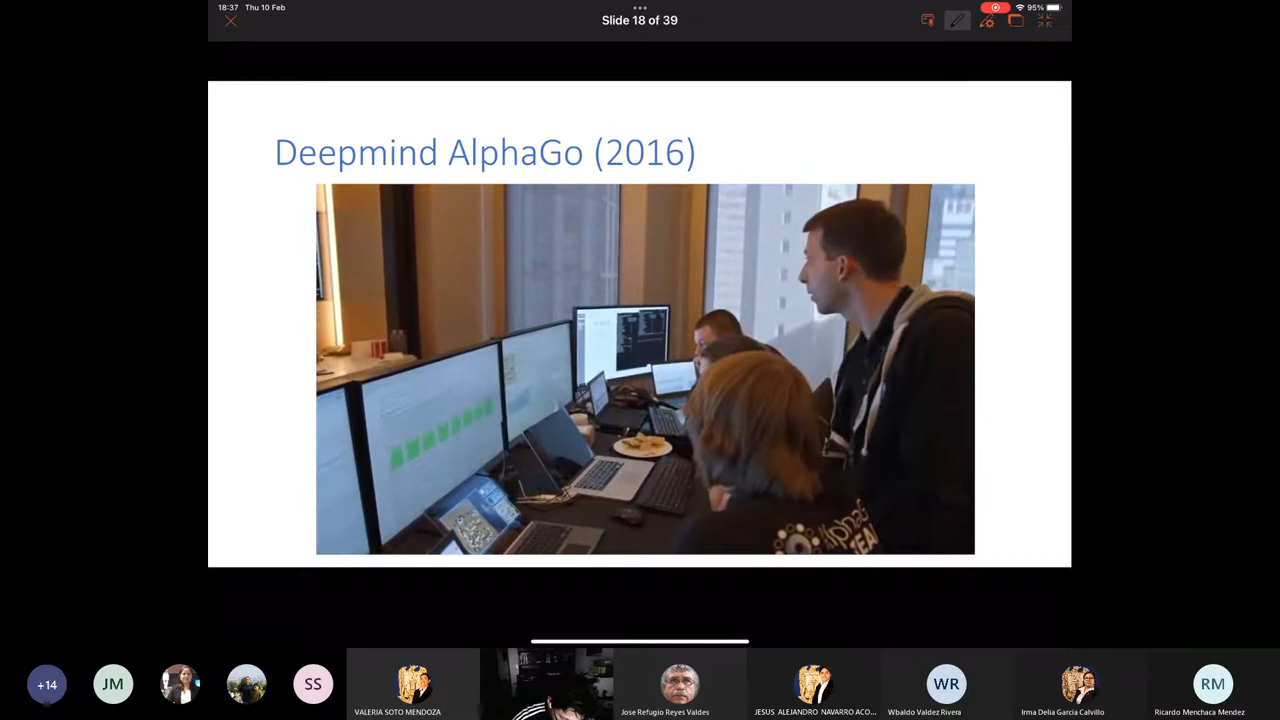 18:37 Thu 10 Feb
95%
Slide 18 of 39
Deepmind AlphaGo (2016)
+14
JM
SS
WR
RM
VALERIA SOTO MENDOZA
Jose Refugio Reyes Valdes
JESUS ALEJANDRO NAVARRO ACO...
Wbaldo Valdez Rivera
Irma Delia Garcia Calvillo
Ricardo Menchaca Mendez